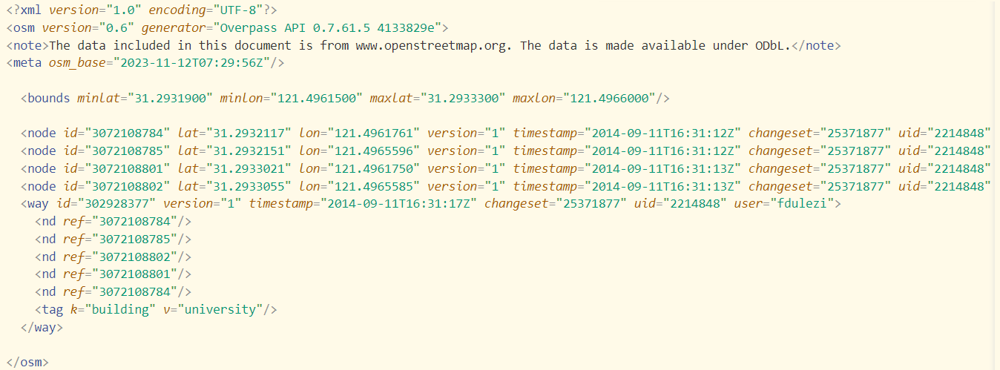 <?xml version="1.0" encoding="UTF-8"?>
<osm version="0.6" generator="Overpass API 0.7.61.5 4133829e">
<note>The data included in this document is from www.openstreetmap.org. The data is made available under ODbL.</note>
<meta osm_base="2023-11-12T07:29:56Z"/>
<bounds minlat="31.2931900" minlon="121.4961500" maxlat="31.2933300" maxlon="121.4966000"/>
<node id="3072108784" lat="31.2932117" lon="121.4961761" version="1" timestamp="2014-09-11T16:31:12Z" changeset="25371877" uid="2214848"
<node id="3072108785" lat="31.2932151" lon="121.4965596" version="1" timestamp="2014-09-11T16:31:12Z" changeset="25371877" uid="2214848"
<node id="3072108801" lat="31.2933021" lon="121.4961750" version="1" timestamp="2014-09-11T16:31:13Z" changeset="25371877" uid="2214848"
<node id="3072108802" lat="31.2933055" lon="121.4965585" version="1" timestamp="2014-09-11T16:31:13Z" changeset="25371877" uid="2214848"
<way id="302928377" version="1" timestamp="2014-09-11T16:31:17Z" changeset="25371877" uid="2214848" user="fdulezi">
<nd ref="3072108784"/>
<nd ref="3072108785"/>
<nd ref="3072108802"/>
<nd ref="3072108801"/>
<nd ref="3072108784"/>
<tag k="building" v="university"/>
</way>
</osm>